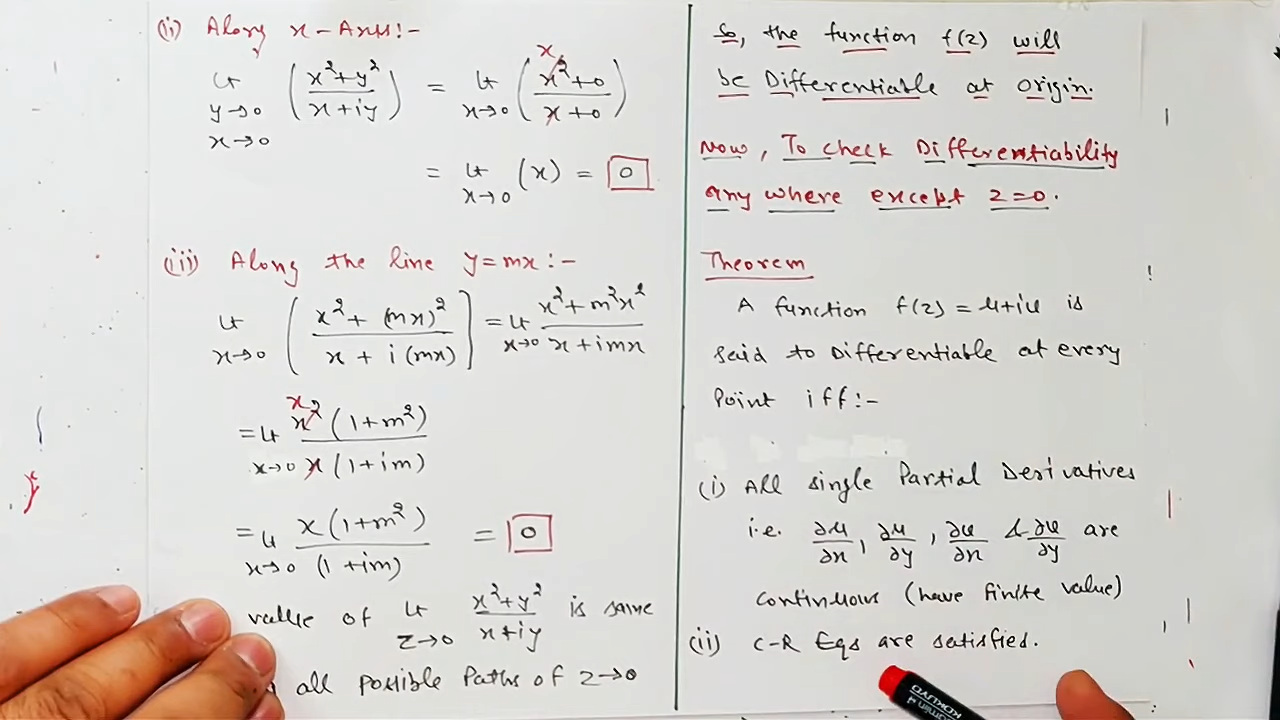 (ii) Along x-Axis:-
lt y→0 x→0 (x²+y² / x+iy) = lt x→0 (x²+0 / x+0) x
= lt x→0 (x) = 0
(iii) Along the line y=mx:-
lt x→0 [x²+(mx)² / x+i(mx)] = lt x→0 x²+m²x² / x+imx
= lt x→0 x²(1+m²) / x(1+im) x
= lt x→0 x(1+m²) / (1+im) = 0
value of lt z→0 x²+y² / x+iy is same
all possible Paths of z→0
So, the function f(z) will
be Differentiable at origin.
Now, To check Differentiability
any where except z=0.
Theorem
A function f(z)=u+iv is
said to Differentiable at every
Point iff:-
(i) All single Partial Derivatives
i.e. ∂u/∂x, ∂u/∂y, ∂v/∂x & ∂v/∂y are
continuous (have finite value)
(ii) C-R Eqs are satisfied.